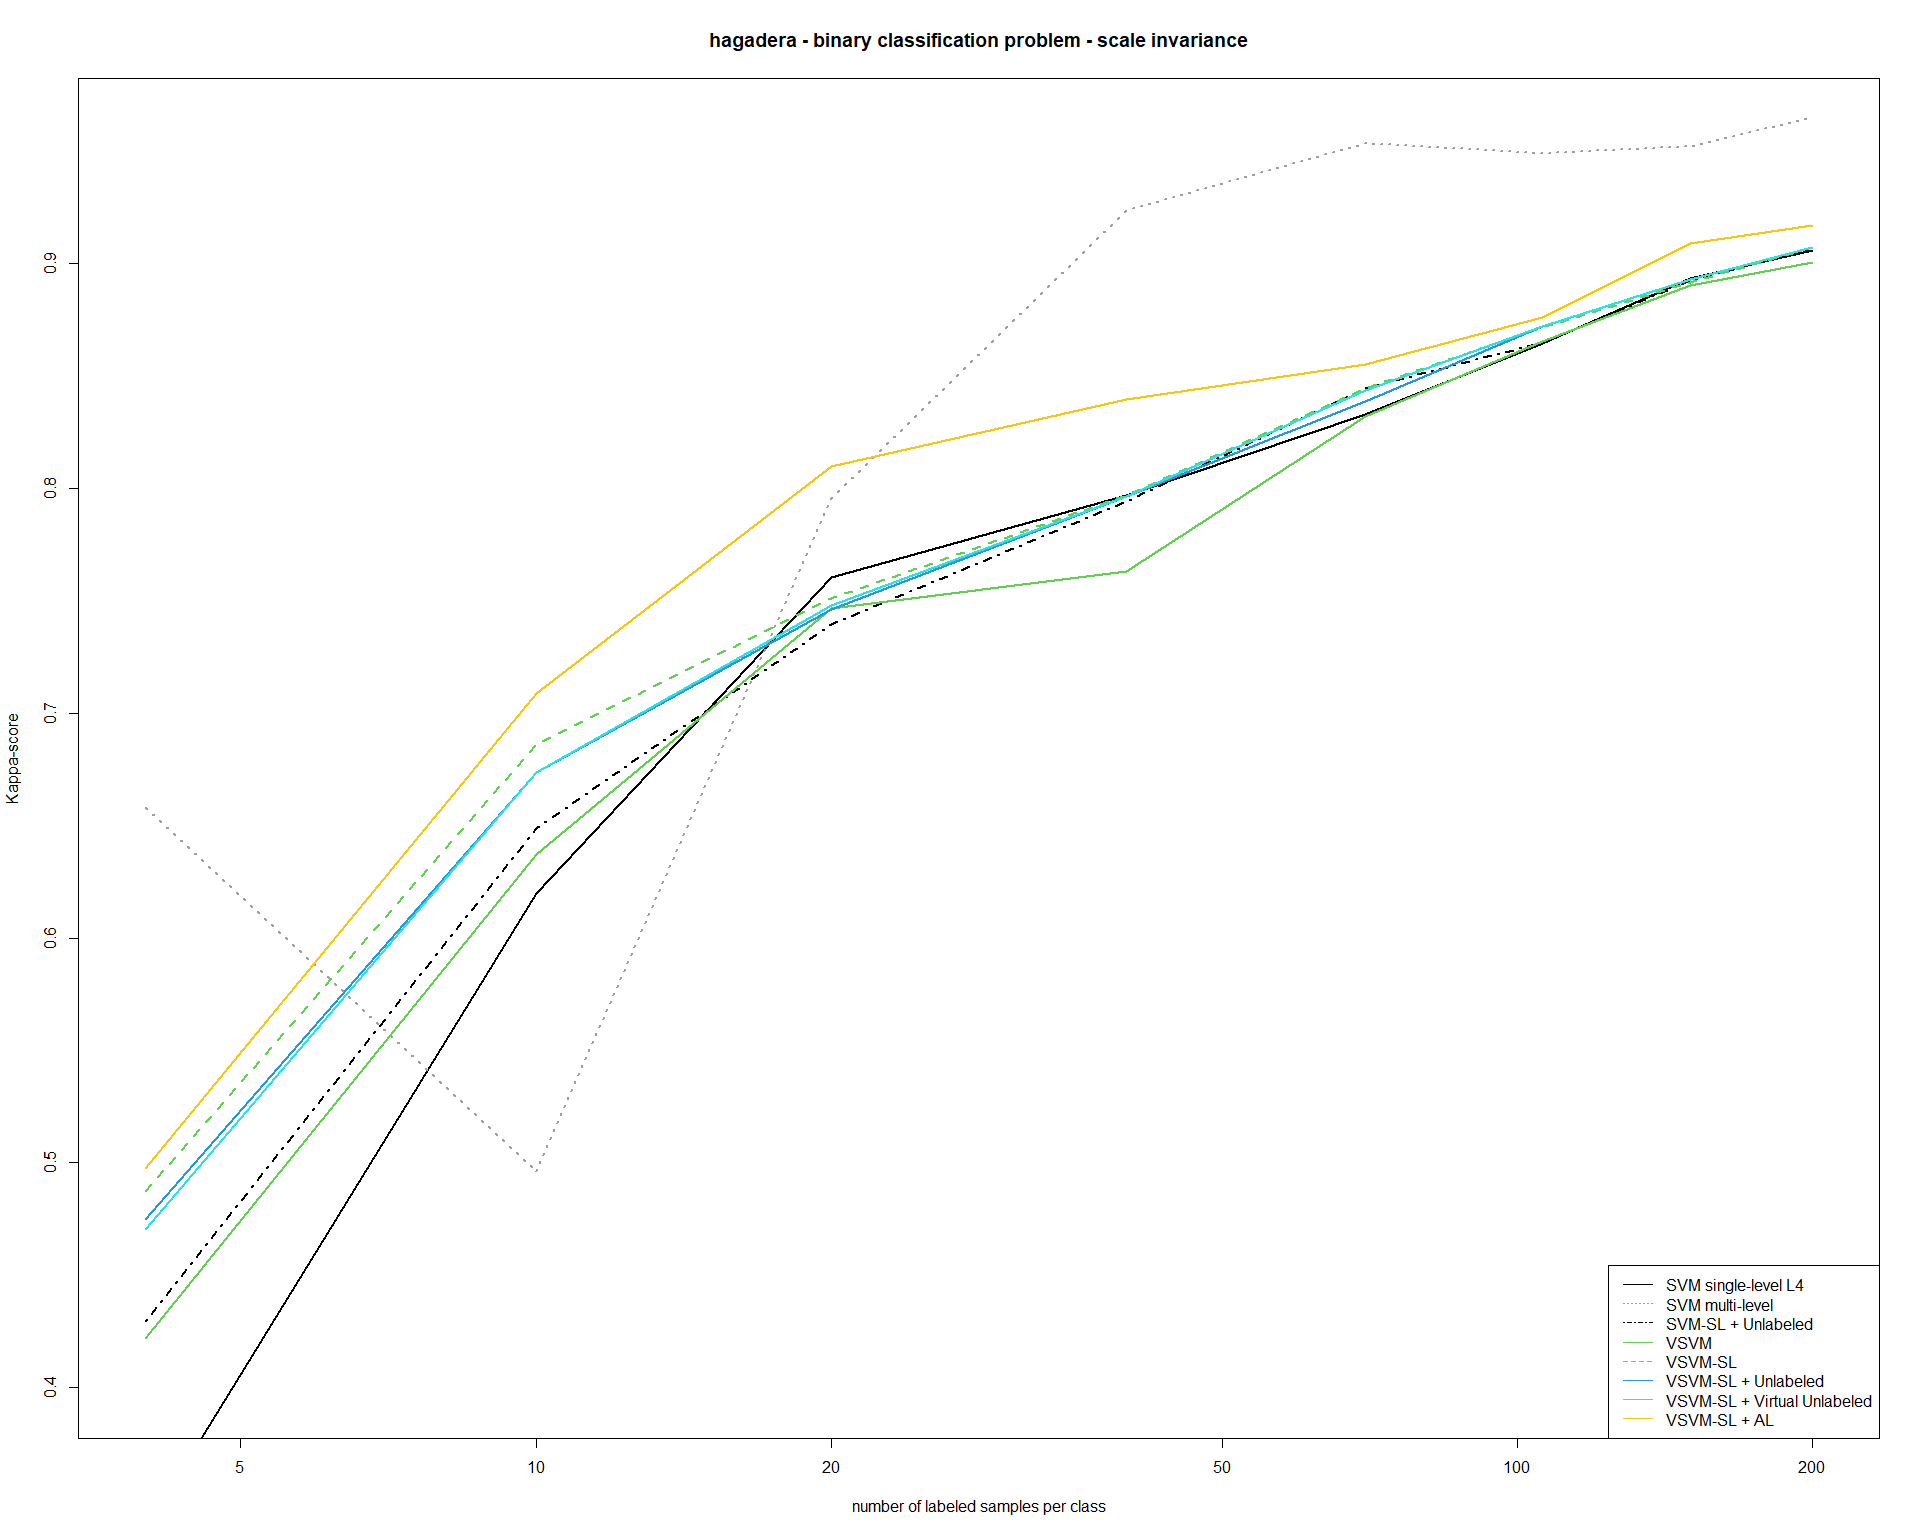 hagadera - binary classification problem - scale invariance
Kappa-score
0.9
0.8
0.7
0.6
0.5
0.4
5
10
20
50
100
200
number of labeled samples per class
SVM single-level L4
SVM multi-level
SVM-SL + Unlabeled
VSVM
VSVM-SL
VSVM-SL + Unlabeled
VSVM-SL + Virtual Unlabeled
VSVM-SL + AL